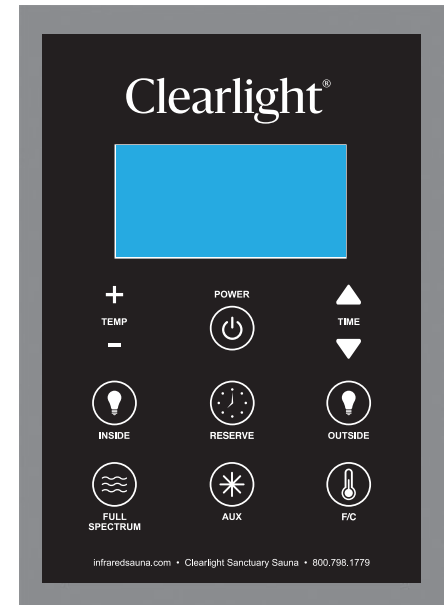 Clearlight®
+ POWER ▲
TEMP TIME
- ▼
INSIDE RESERVE OUTSIDE
FULL AUX F/C
SPECTRUM
infraredsauna.com • Clearlight Sanctuary Sauna • 800.798.1779